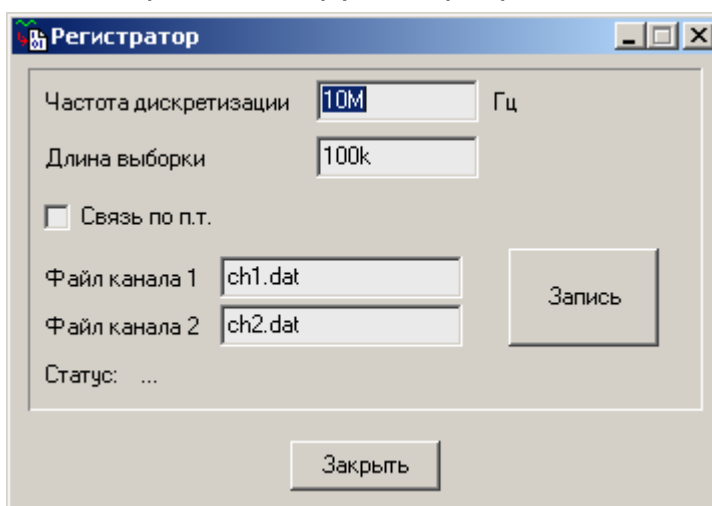 Регистратор
Частота дискретизации 10M Гц
Длина выборки 100k
Связь по п.т.
Файл канала 1 ch1.dat
Запись
Файл канала 2 ch2.dat
Статус: ...
Закрыть